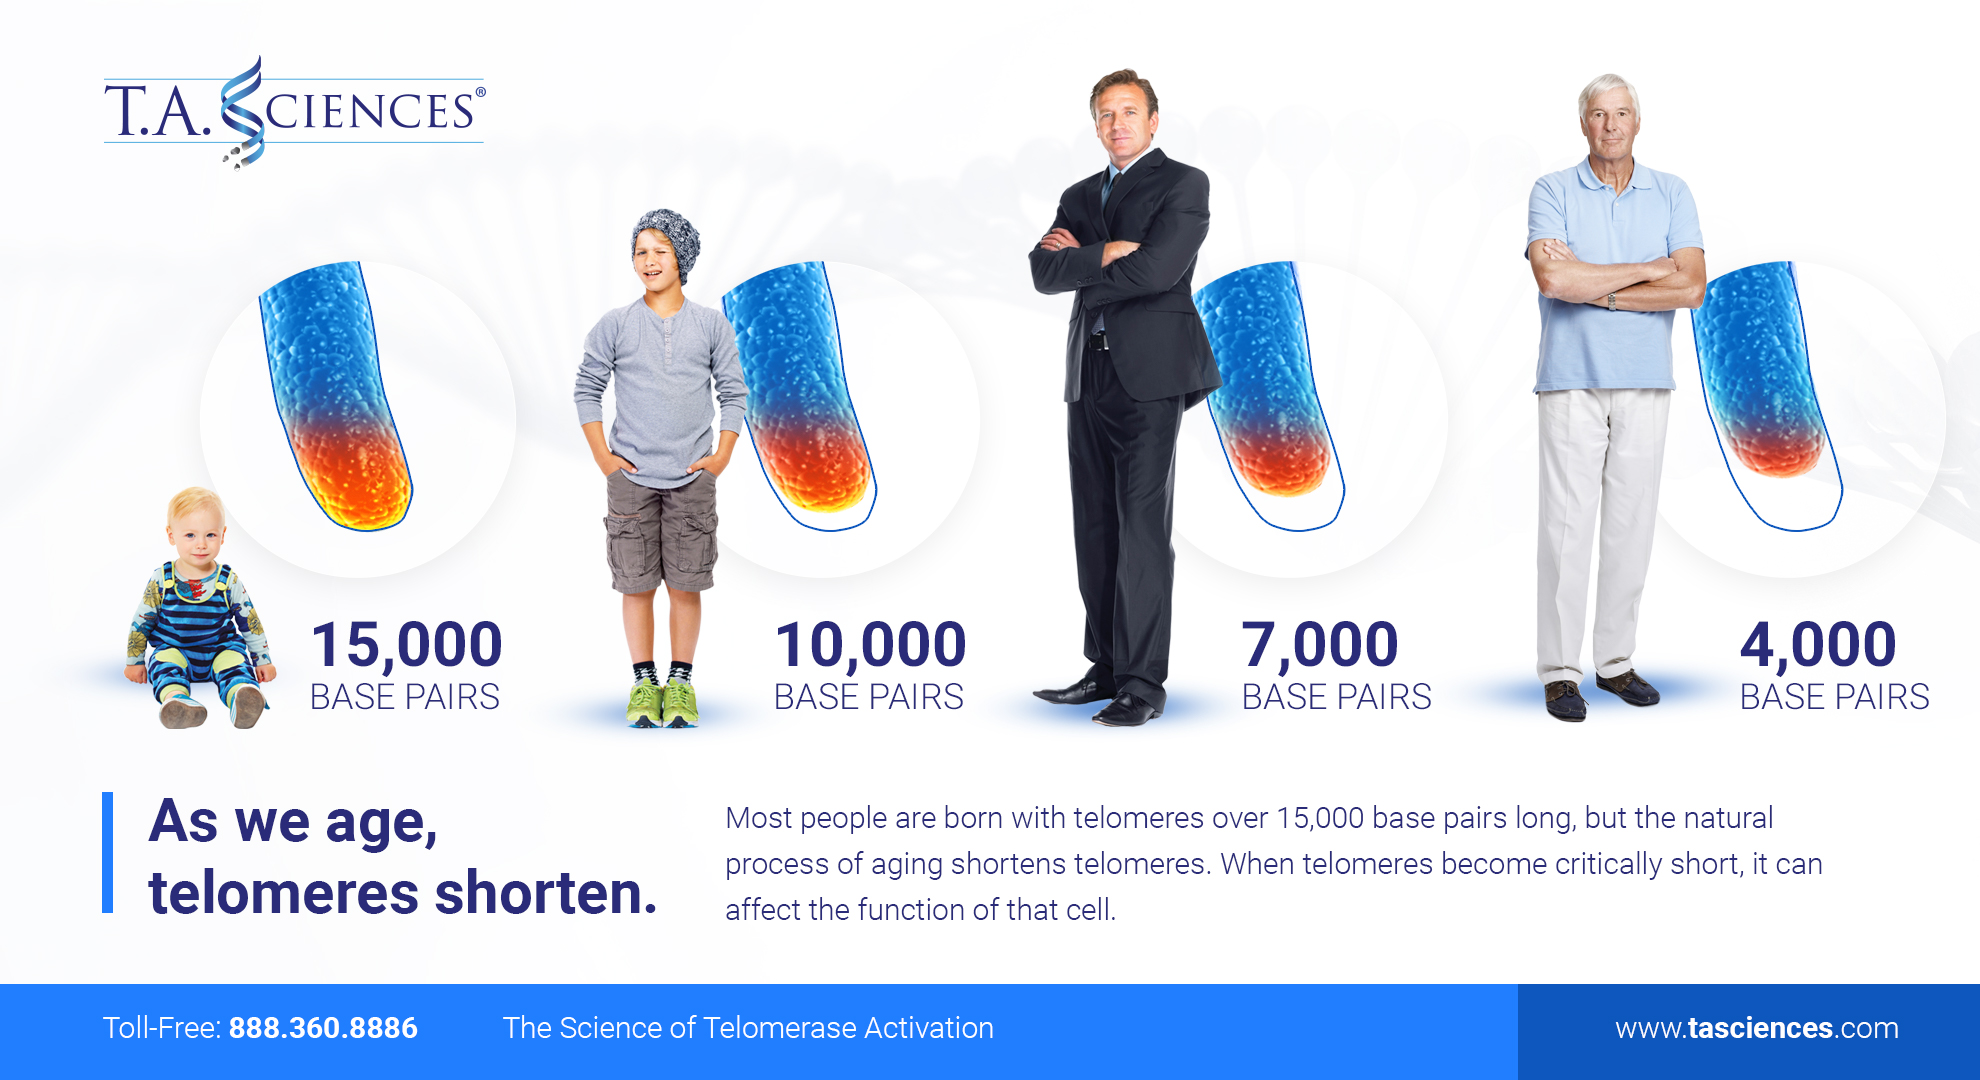 T.A. SCIENCES®
15,000
BASE PAIRS
10,000
BASE PAIRS
7,000
BASE PAIRS
4,000
BASE PAIRS
As we age,
telomeres shorten.
Most people are born with telomeres over 15,000 base pairs long, but the natural
process of aging shortens telomeres. When telomeres become critically short, it can
affect the function of that cell.
Toll-Free: 888.360.8886
The Science of Telomerase Activation
www.tasciences.com